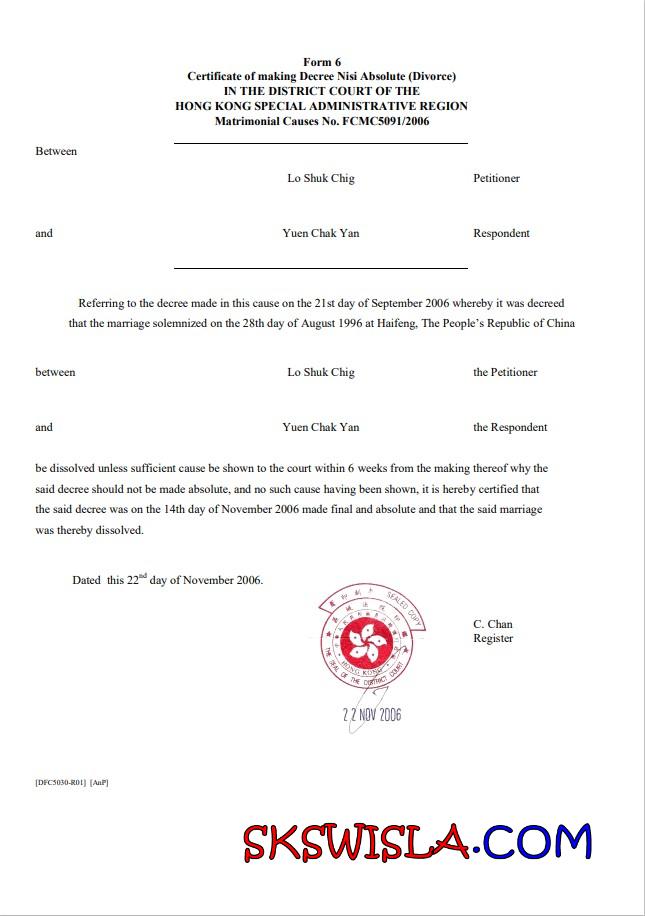 Form 6
Certificate of making Decree Nisi Absolute (Divorce)
IN THE DISTRICT COURT OF THE
HONG KONG SPECIAL ADMINISTRATIVE REGION
Matrimonial Causes No. FCMC5091/2006
Between
Lo Shuk Chig Petitioner
and Yuen Chak Yan Respondent
Referring to the decree made in this cause on the 21st day of September 2006 whereby it was decreed
that the marriage solemnized on the 28th day of August 1996 at Haifeng, The People's Republic of China
between Lo Shuk Chig the Petitioner
and Yuen Chak Yan the Respondent
be dissolved unless sufficient cause be shown to the court within 6 weeks from the making thereof why the
said decree should not be made absolute, and no such cause having been shown, it is hereby certified that
the said decree was on the 14th day of November 2006 made final and absolute and that the said marriage
was thereby dissolved.
Dated this 22nd day of November 2006.
SEALED COPY
HONG KONG
THE SEAL OF THE DISTRICT COURT
C. Chan
Register
22 NOV 2006
[DFC5030-R01] [AnP]
SKSWISLA.COM